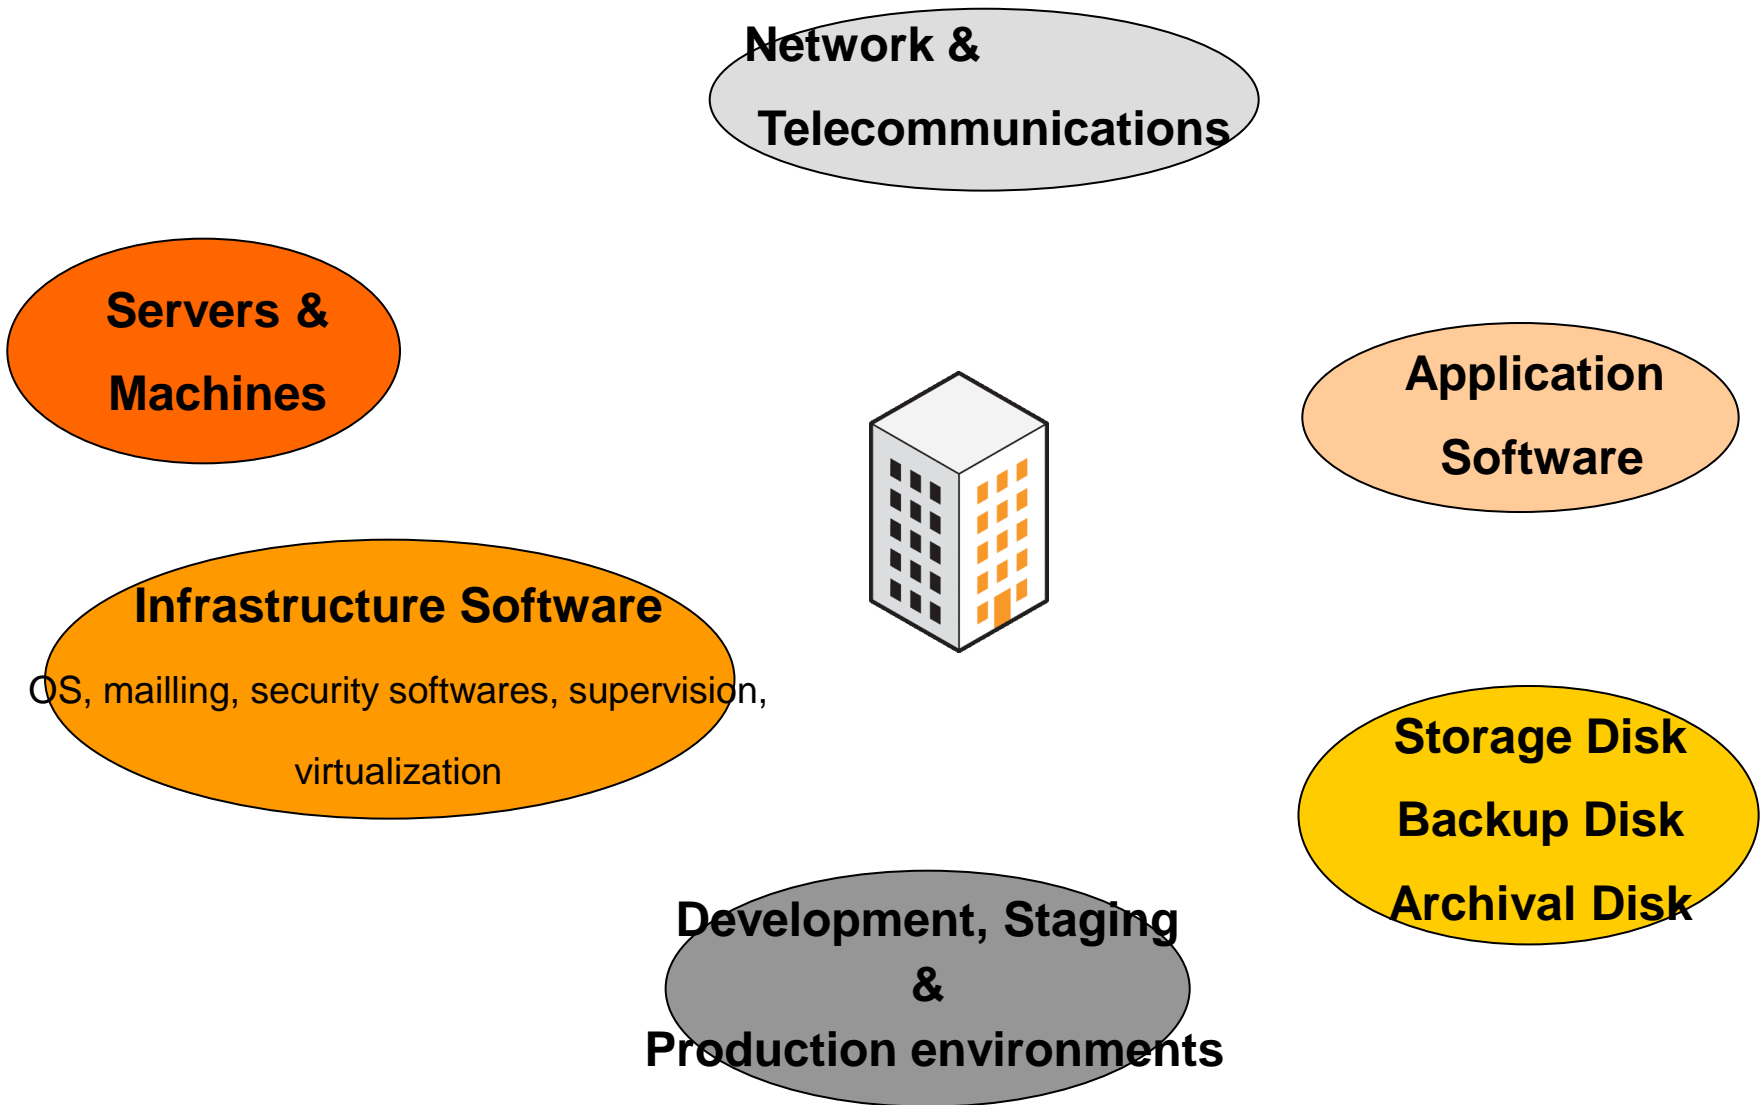 Network &
Telecommunications
Servers &
Machines
Application
Software
Infrastructure Software
OS, mailling, security softwares, supervision,
virtualization
Storage Disk
Backup Disk
Archival Disk
Development, Staging
&
Production environments